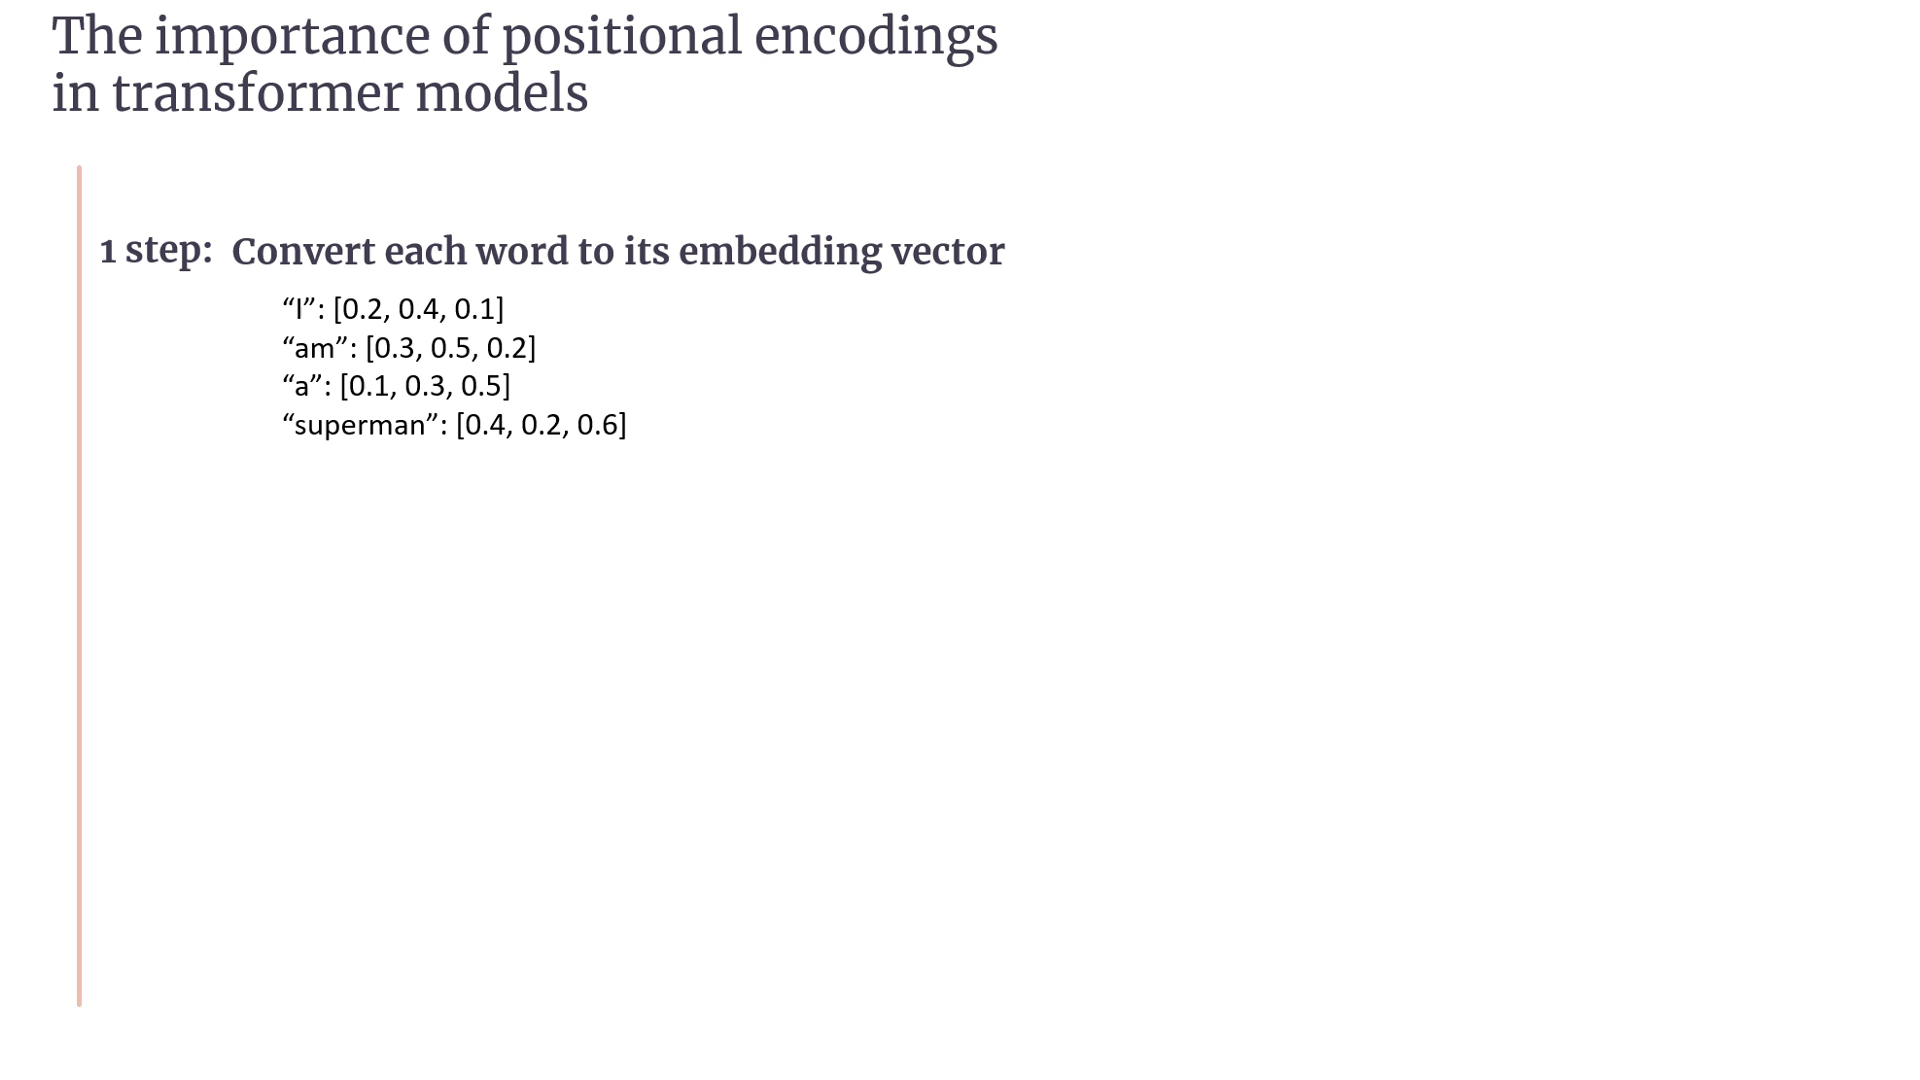 The importance of positional encodings
in transformer models
1 step: Convert each word to its embedding vector
“I”: [0.2, 0.4, 0.1]
“am”: [0.3, 0.5, 0.2]
“a”: [0.1, 0.3, 0.5]
“superman”: [0.4, 0.2, 0.6]